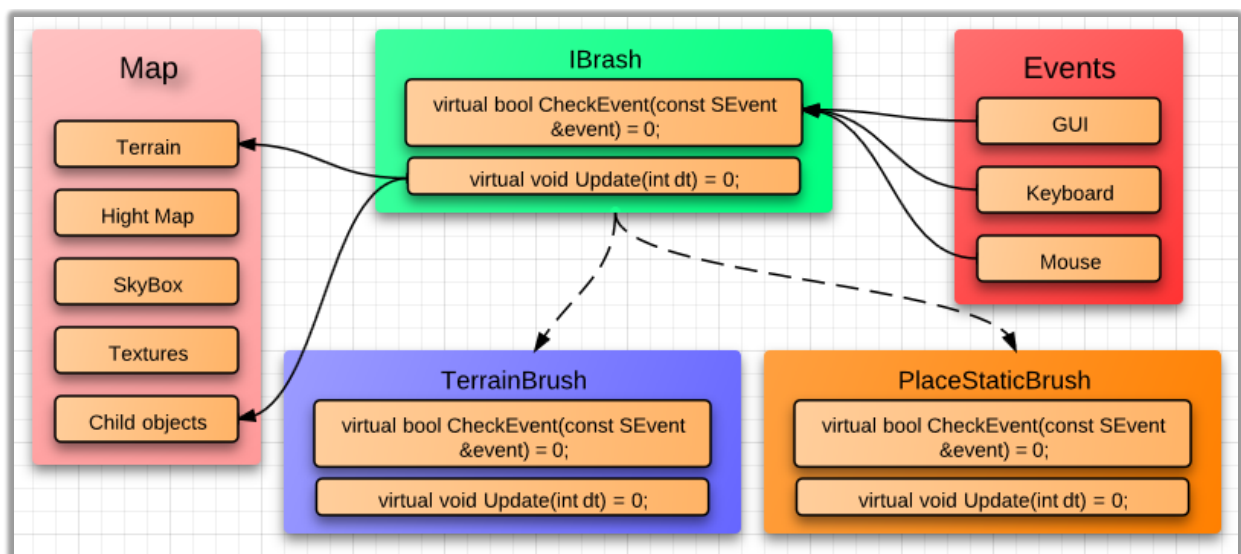 Map
Terrain
Hight Map
SkyBox
Textures
Child objects
IBrash
virtual bool CheckEvent(const SEvent
&event) = 0;
virtual void Update(int dt) = 0;
Events
GUI
Keyboard
Mouse
TerrainBrush
virtual bool CheckEvent(const SEvent
&event) = 0;
virtual void Update(int dt) = 0;
PlaceStaticBrush
virtual bool CheckEvent(const SEvent
&event) = 0;
virtual void Update(int dt) = 0;